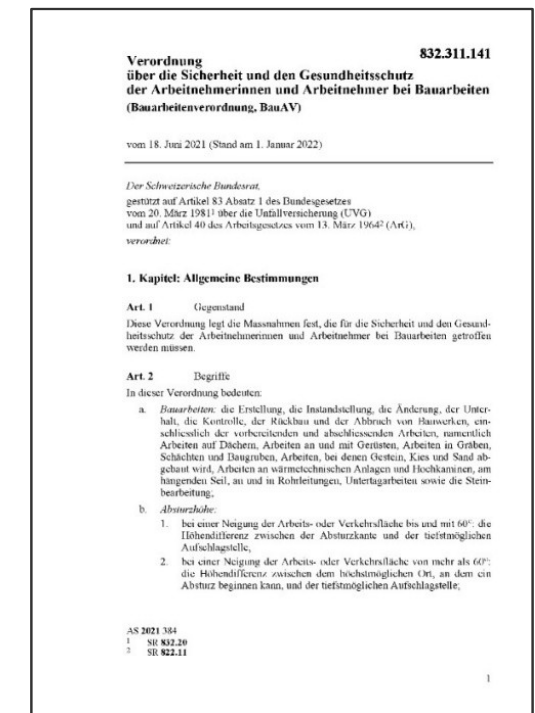 832.311.141
Verordnung
über die Sicherheit und den Gesundheitsschutz
der Arbeitnehmerinnen und Arbeitnehmer bei Bauarbeiten
(Bauarbeitenverordnung, BauAV)
vom 18. Juni 2021 (Stand am 1. Januar 2022)
Der Schweizerische Bundesrat,
gestützt auf Artikel 83 Absatz 1 des Bundesgesetzes
vom 20. März 1981¹ über die Unfallversicherung (UVG)
und auf Artikel 40 des Arbeitsgesetzes vom 13. März 1964² (ArG),
verordnet:
1. Kapitel: Allgemeine Bestimmungen
Art. 1 Gegenstand
Diese Verordnung legt die Massnahmen fest, die für die Sicherheit und den Gesund-
heitsschutz der Arbeitnehmerinnen und Arbeitnehmer bei Bauarbeiten getroffen
werden müssen.
Art. 2 Begriffe
In dieser Verordnung bedeuten:
a. Bauarbeiten: die Erstellung, die Instandstellung, die Änderung, der Unter-
halt, die Kontrolle, der Rückbau und der Abbruch von Bauwerken, ein-
schliesslich der vorbereitenden und abschliessenden Arbeiten, namentlich
Arbeiten auf Dächern, Arbeiten an und mit Gerüsten, Arbeiten in Gräben,
Schächten und Baugruben, Arbeiten, bei denen Gestein, Kies und Sand ab-
gebaut wird, Arbeiten an wärmetechnischen Anlagen und Hochkaminen, am
hängenden Seil, an und in Rohrleitungen, Untertagarbeiten sowie die Stein-
bearbeitung;
b. Absturzhöhe:
1. bei einer Neigung der Arbeits- oder Verkehrsfläche bis und mit 60°: die
Höhendifferenz zwischen der Absturzkante und der tiefstmöglichen
Aufschlagstelle,
2. bei einer Neigung der Arbeits- oder Verkehrsfläche von mehr als 60°:
die Höhendifferenz zwischen dem höchstmöglichen Ort, an dem ein
Absturz beginnen kann, und der tiefstmöglichen Aufschlagstelle;
AS 2021 384
1 SR 832.20
2 SR 822.11
1